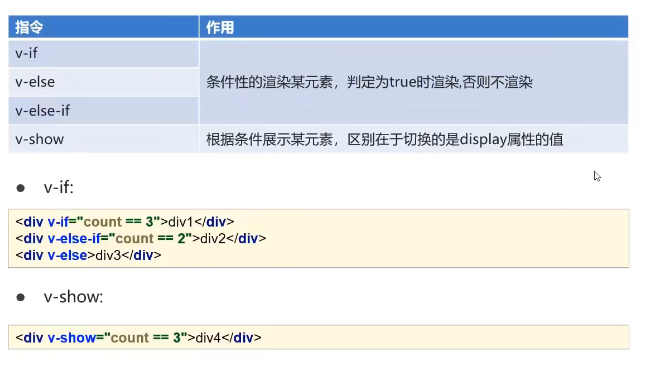 指令 作用
v-if
v-else 条件性的渲染某元素，判定为true时渲染,否则不渲染
v-else-if
v-show 根据条件展示某元素，区别在于切换的是display属性的值
● v-if:
<div v-if="count == 3">div1</div>
<div v-else-if="count == 2">div2</div>
<div v-else>div3</div>
● v-show:
<div v-show="count == 3">div4</div>